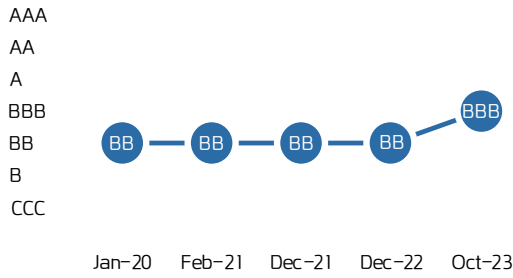 AAA
AA
A
BBB
BB
B
CCC
BB BB BB BB BBB
Jan-20 Feb-21 Dec-21 Dec-22 Oct-23